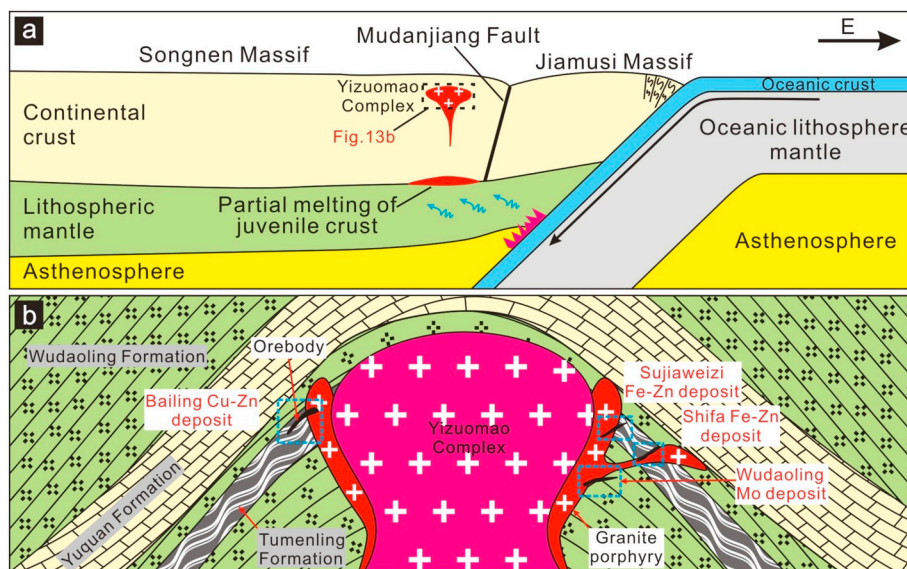 a
E
Songnen Massif
Mudanjiang Fault
Jiamusi Massif
Yizuomao
Complex
Fig.13b
Continental
crust
Oceanic crust
Oceanic lithosphere
mantle
Lithospheric
mantle
Partial melting of
juvenile crust
Asthenosphere
Asthenosphere
b
Wudaoling Formation
Orebody
Bailing Cu-Zn
deposit
Yuquan Formation
Tumenling
Formation
Yizuomao
Complex
Sujiaweizi
Fe-Zn deposit
Shifa Fe-Zn
deposit
Wudaoling
Mo deposit
Granite
porphyry